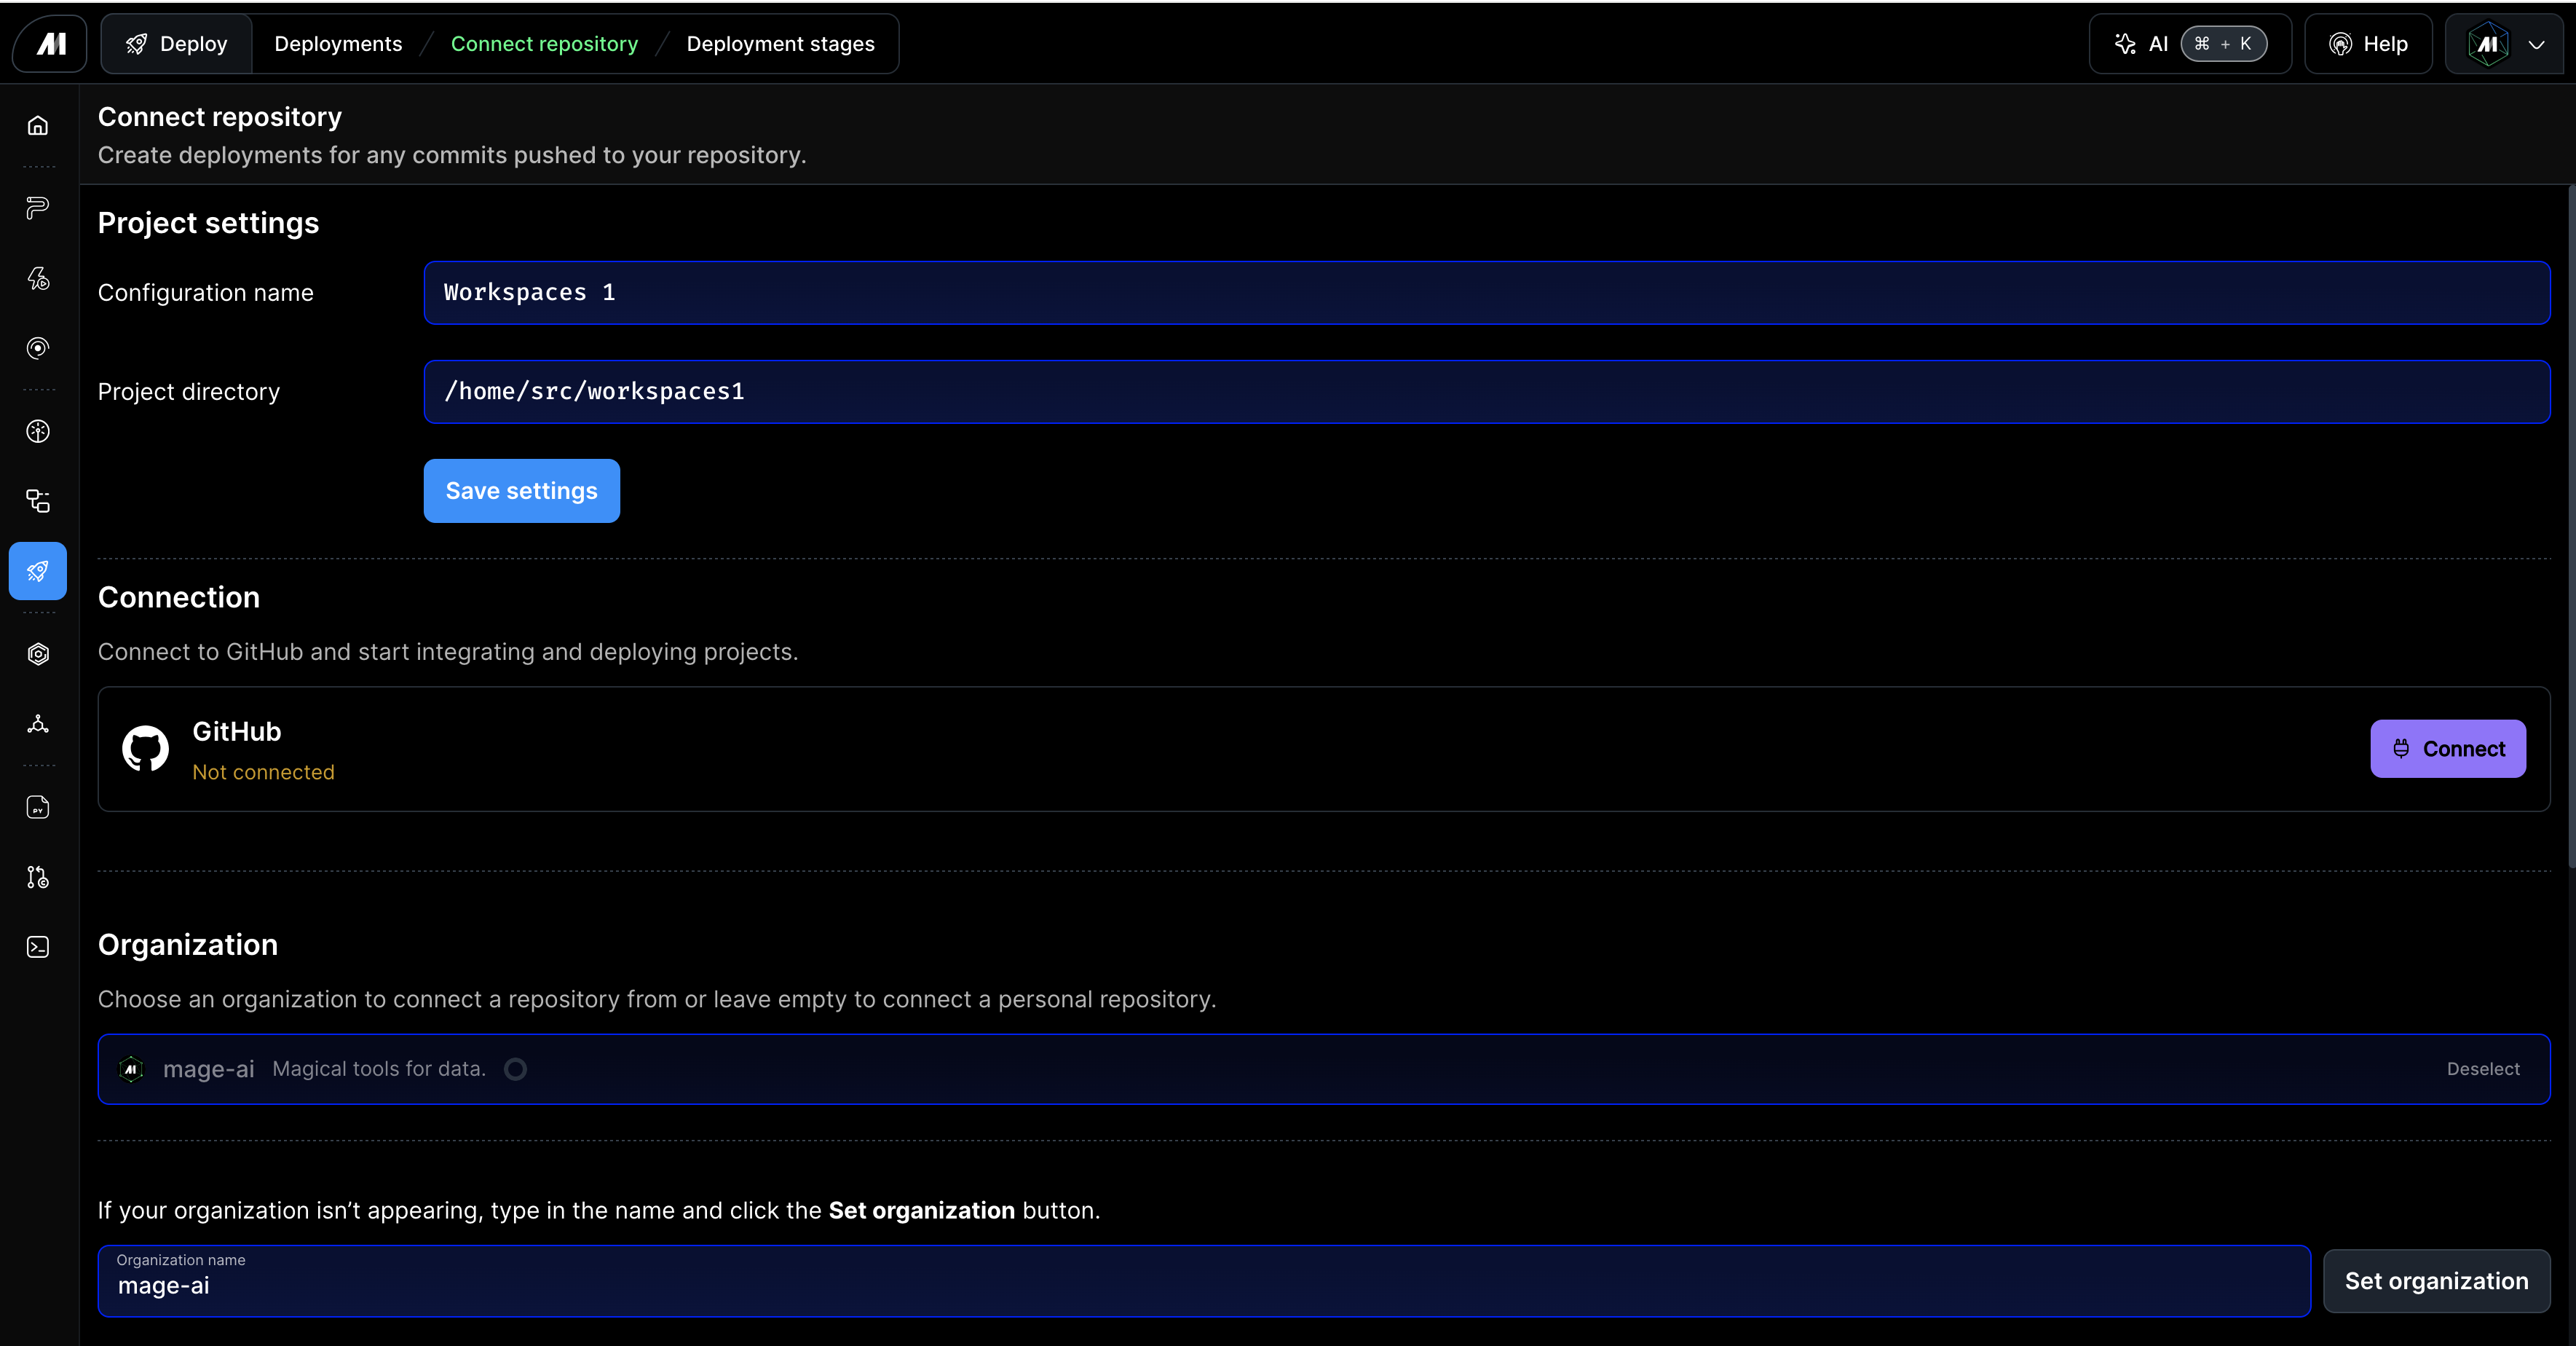 Deploy
Deployments / Connect repository / Deployment stages
AI ⌘ + K
Help
Connect repository
Create deployments for any commits pushed to your repository.
Project settings
Configuration name
Workspaces 1
Project directory
/home/src/workspaces1
Save settings
Connection
Connect to GitHub and start integrating and deploying projects.
GitHub
Not connected
Connect
Organization
Choose an organization to connect a repository from or leave empty to connect a personal repository.
mage-ai Magical tools for data.
Deselect
If your organization isn’t appearing, type in the name and click the Set organization button.
Organization name
mage-ai
Set organization